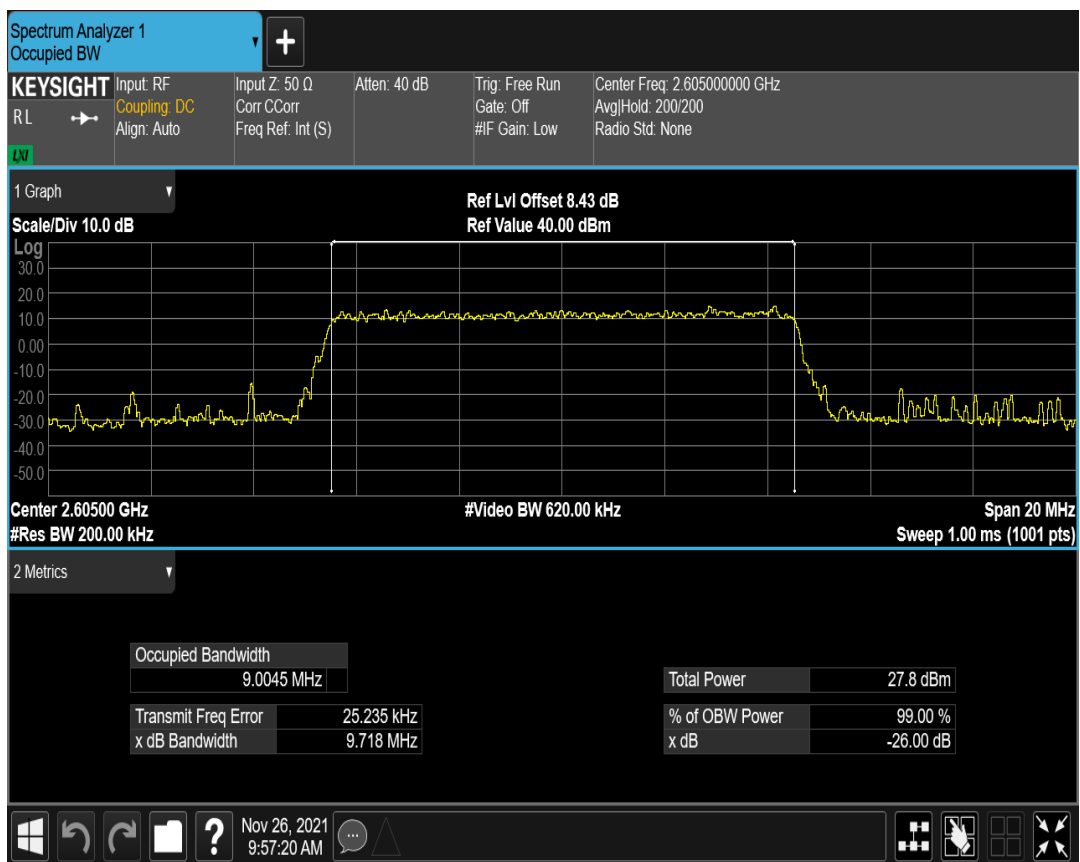 Spectrum Analyzer 1
Occupied BW
+
KEYSIGHT
RL
LXI
Input: RF
Coupling: DC
Align: Auto
Input Z: 50 Ω
Corr CCorr
Freq Ref: Int (S)
Atten: 40 dB
Trig: Free Run
Gate: Off
#IF Gain: Low
Center Freq: 2.605000000 GHz
Avg|Hold: 200/200
Radio Std: None
1 Graph
Scale/Div 10.0 dB
Ref Lvl Offset 8.43 dB
Ref Value 40.00 dBm
Log
30.0
20.0
10.0
0.00
-10.0
-20.0
-30.0
-40.0
-50.0
Center 2.60500 GHz
#Video BW 620.00 kHz
Span 20 MHz
#Res BW 200.00 kHz
Sweep 1.00 ms (1001 pts)
2 Metrics
Occupied Bandwidth
9.0045 MHz
Total Power 27.8 dBm
Transmit Freq Error 25.235 kHz
% of OBW Power 99.00 %
x dB Bandwidth 9.718 MHz
x dB -26.00 dB
?
Nov 26, 2021
9:57:20 AM